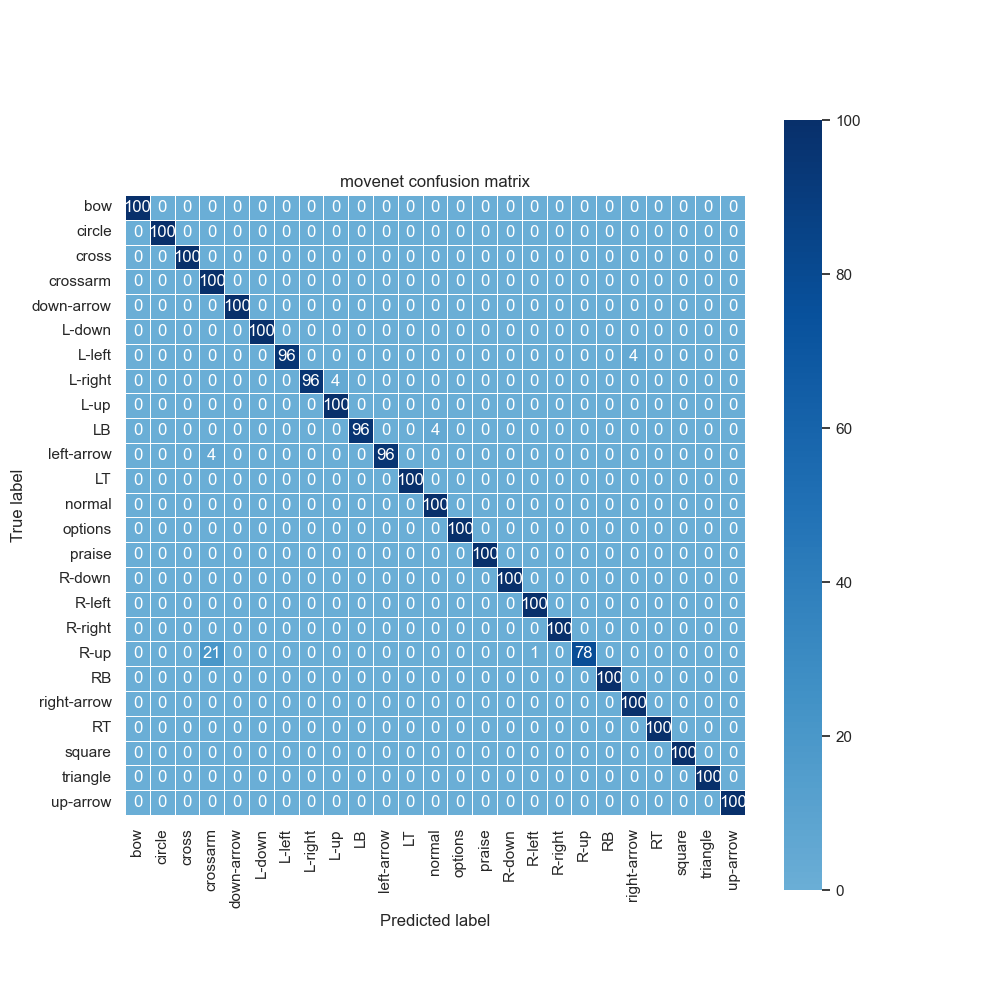 movenet confusion matrix
bow 100 0 0 0 0 0 0 0 0 0 0 0 0 0 0 0 0 0 0 0 0 0 0 0 0
circle 0 100 0 0 0 0 0 0 0 0 0 0 0 0 0 0 0 0 0 0 0 0 0 0 0
cross 0 0 100 0 0 0 0 0 0 0 0 0 0 0 0 0 0 0 0 0 0 0 0 0 0
crossarm 0 0 0 100 0 0 0 0 0 0 0 0 0 0 0 0 0 0 0 0 0 0 0 0 0
down-arrow 0 0 0 0 100 0 0 0 0 0 0 0 0 0 0 0 0 0 0 0 0 0 0 0 0
L-down 0 0 0 0 0 100 0 0 0 0 0 0 0 0 0 0 0 0 0 0 0 0 0 0 0
L-left 0 0 0 0 0 0 96 0 0 0 0 0 0 0 0 0 0 0 0 0 4 0 0 0 0
L-right 0 0 0 0 0 0 0 96 4 0 0 0 0 0 0 0 0 0 0 0 0 0 0 0 0
L-up 0 0 0 0 0 0 0 0 100 0 0 0 0 0 0 0 0 0 0 0 0 0 0 0 0
LB 0 0 0 0 0 0 0 0 0 96 0 0 4 0 0 0 0 0 0 0 0 0 0 0 0
left-arrow 0 0 0 4 0 0 0 0 0 0 96 0 0 0 0 0 0 0 0 0 0 0 0 0 0
LT 0 0 0 0 0 0 0 0 0 0 0 100 0 0 0 0 0 0 0 0 0 0 0 0 0
normal 0 0 0 0 0 0 0 0 0 0 0 0 100 0 0 0 0 0 0 0 0 0 0 0 0
options 0 0 0 0 0 0 0 0 0 0 0 0 0 100 0 0 0 0 0 0 0 0 0 0 0
praise 0 0 0 0 0 0 0 0 0 0 0 0 0 0 100 0 0 0 0 0 0 0 0 0 0
R-down 0 0 0 0 0 0 0 0 0 0 0 0 0 0 0 100 0 0 0 0 0 0 0 0 0
R-left 0 0 0 0 0 0 0 0 0 0 0 0 0 0 0 0 100 0 0 0 0 0 0 0 0
R-right 0 0 0 0 0 0 0 0 0 0 0 0 0 0 0 0 0 100 0 0 0 0 0 0 0
R-up 0 0 0 21 0 0 0 0 0 0 0 0 0 0 0 0 1 0 78 0 0 0 0 0 0
RB 0 0 0 0 0 0 0 0 0 0 0 0 0 0 0 0 0 0 0 100 0 0 0 0 0
right-arrow 0 0 0 0 0 0 0 0 0 0 0 0 0 0 0 0 0 0 0 0 100 0 0 0 0
RT 0 0 0 0 0 0 0 0 0 0 0 0 0 0 0 0 0 0 0 0 0 100 0 0 0
square 0 0 0 0 0 0 0 0 0 0 0 0 0 0 0 0 0 0 0 0 0 0 100 0 0
triangle 0 0 0 0 0 0 0 0 0 0 0 0 0 0 0 0 0 0 0 0 0 0 0 100 0
up-arrow 0 0 0 0 0 0 0 0 0 0 0 0 0 0 0 0 0 0 0 0 0 0 0 0 100
True label
bow circle cross crossarm down-arrow L-down L-left L-right L-up LB left-arrow LT normal options praise R-down R-left R-right R-up RB right-arrow RT square triangle up-arrow
Predicted label
100
80
60
40
20
0